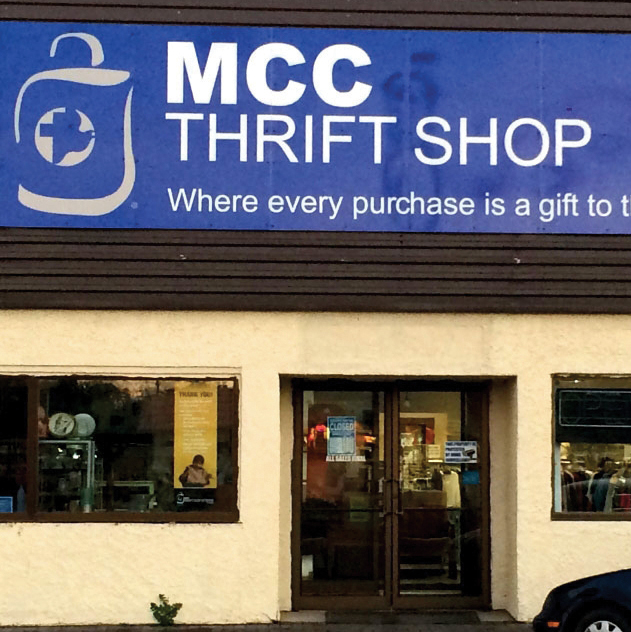 MCC
THRIFT SHOP
Where every purchase is a gift to t
THANK YOU!
CLOSED